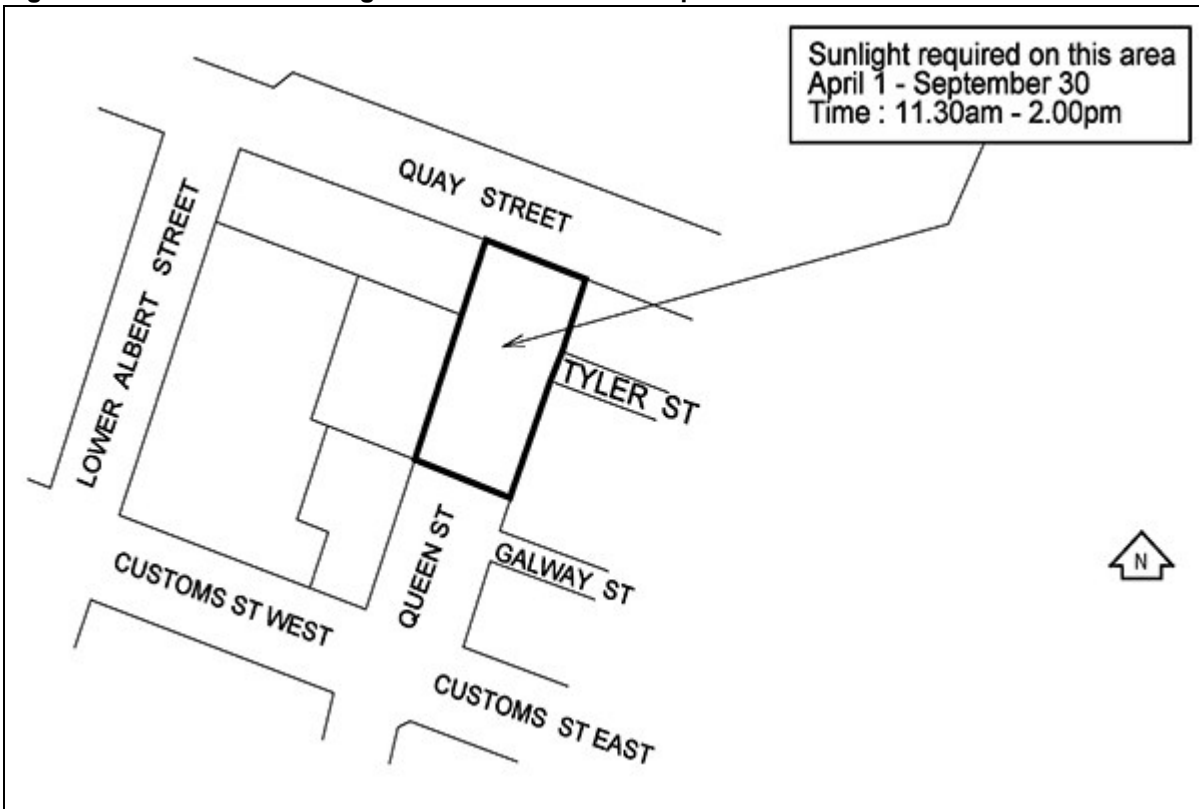 Sunlight required on this area
April 1 - September 30
Time : 11.30am - 2.00pm
QUAY STREET
LOWER ALBERT STREET
TYLER ST
QUEEN ST
GALWAY ST
CUSTOMS ST WEST
CUSTOMS ST EAST
N